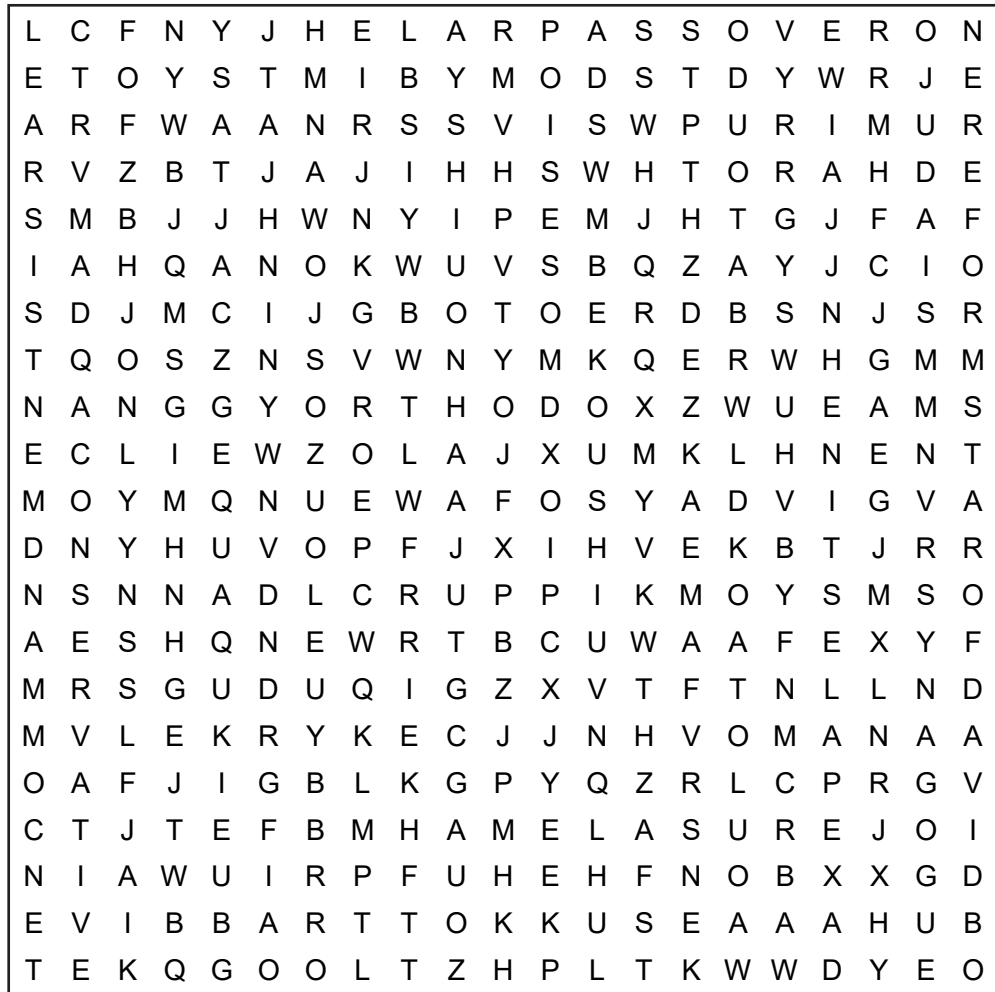 L C F N Y J H E L A R P A S S O V E R O N
E T O Y S T M I B Y M O D S T D Y W R J E
A R F W A A N R S S V I S W P U R I M U R
R V Z B T J A J I H H S W H T O R A H D E
S M B J J H W N Y I P E M J H T G J F A F
I A H Q A N O K W U V S B Q Z A Y J C I O
S D J M C I J G B O T O E R D B S N J S R
T Q O S Z N S V W N Y M K Q E R W H G M M
N A N G G Y O R T H O D O X Z W U E A M S
E C L I E W Z O L A J X U M K L H N E N T
M O Y M Q N U E W A F O S Y A D V I G V A
D N Y H U V O P F J X I H V E K B T J R R
N S N N A D L C R U P P I K M O Y S M S O
A E S H Q N E W R T B C U W A A F E X Y F
M R S G U D U Q I G Z X V T F T N L L N D
M V L E K R Y K E C J J N H V O M A N A A
O A F J I G B L K G P Y Q Z R L C P R G V
C T J T E F B M H A M E L A S U R E J O I
N I A W U I R P F U H E H F N O B X X G D
E V I B B A R T T O K K U S E A A A H U B
T E K Q G O O L T Z H P L T K W W D Y E O